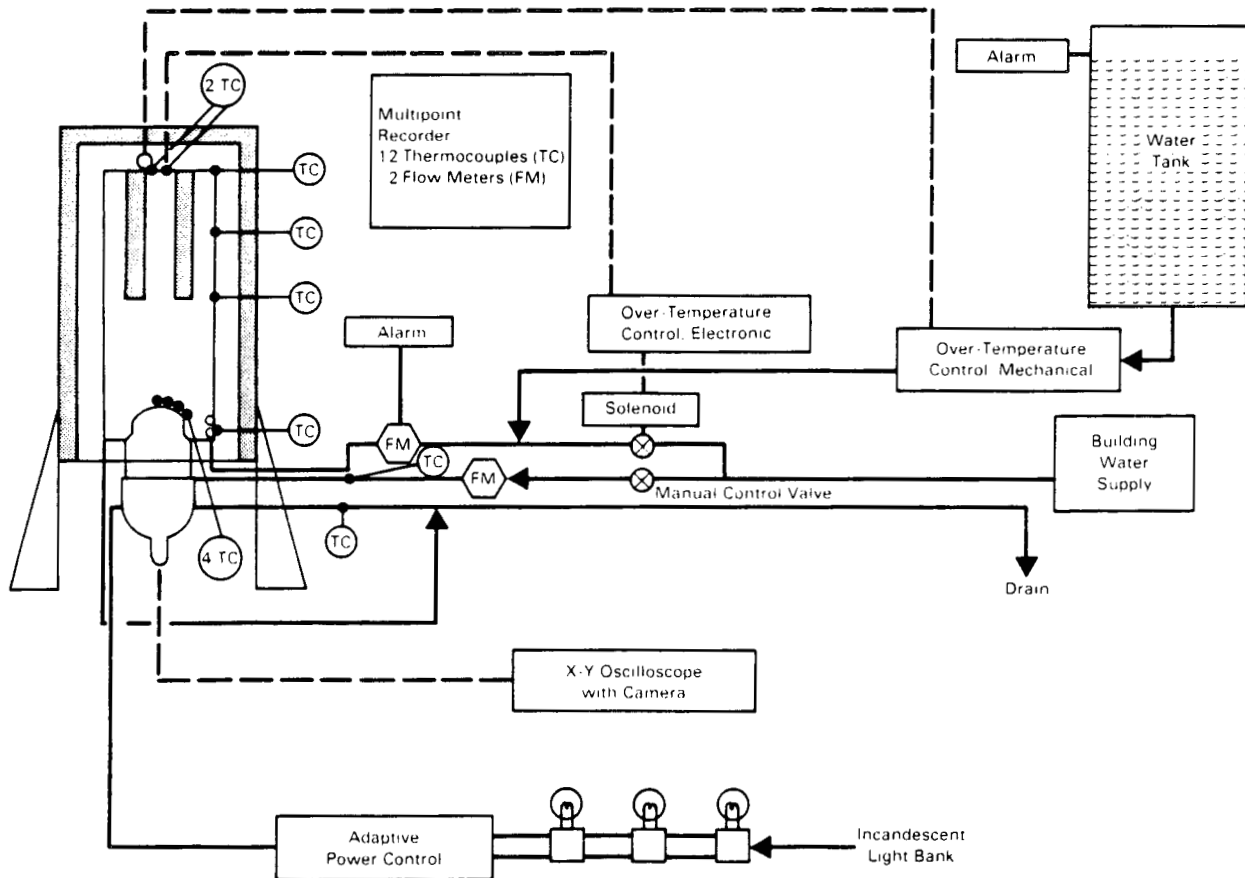 Alarm
2 TC
Multipoint
Recorder
12 Thermocouples (TC)
2 Flow Meters (FM)
Water
Tank
TC
TC
TC
Over-Temperature
Control, Electronic
Alarm
Over-Temperature
Control Mechanical
Solenoid
TC
FM
TC
FM
Manual Control Valve
Building
Water
Supply
TC
4 TC
Drain
X-Y Oscilloscope
with Camera
Adaptive
Power Control
Incandescent
Light Bank